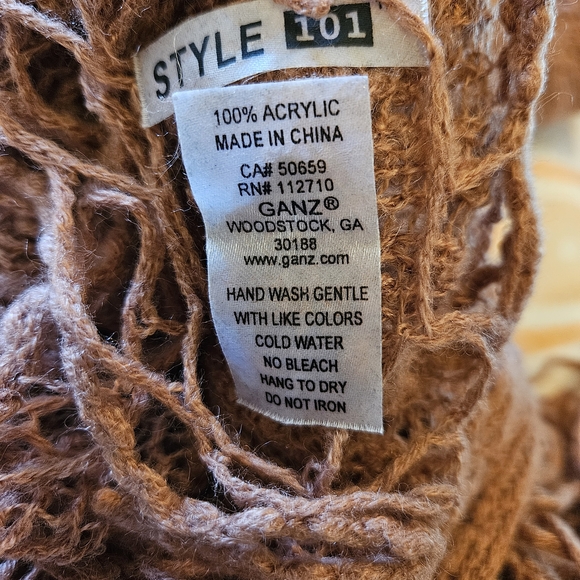 STYLE 101
100% ACRYLIC
MADE IN CHINA
CA# 50659
RN# 112710
GANZ®
WOODSTOCK, GA
30188
www.ganz.com
HAND WASH GENTLE
WITH LIKE COLORS
COLD WATER
NO BLEACH
HANG TO DRY
DO NOT IRON